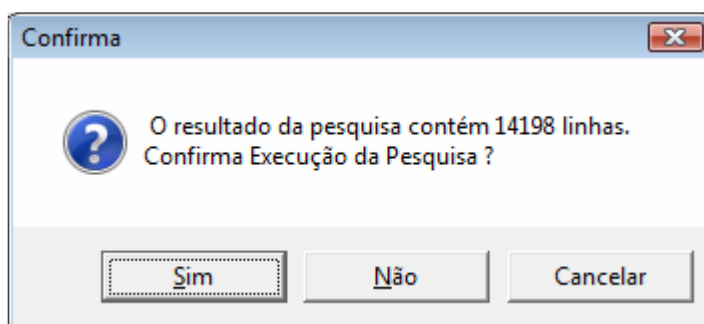 Confirma
O resultado da pesquisa contém 14198 linhas.
Confirma Execução da Pesquisa ?
Sim Não Cancelar